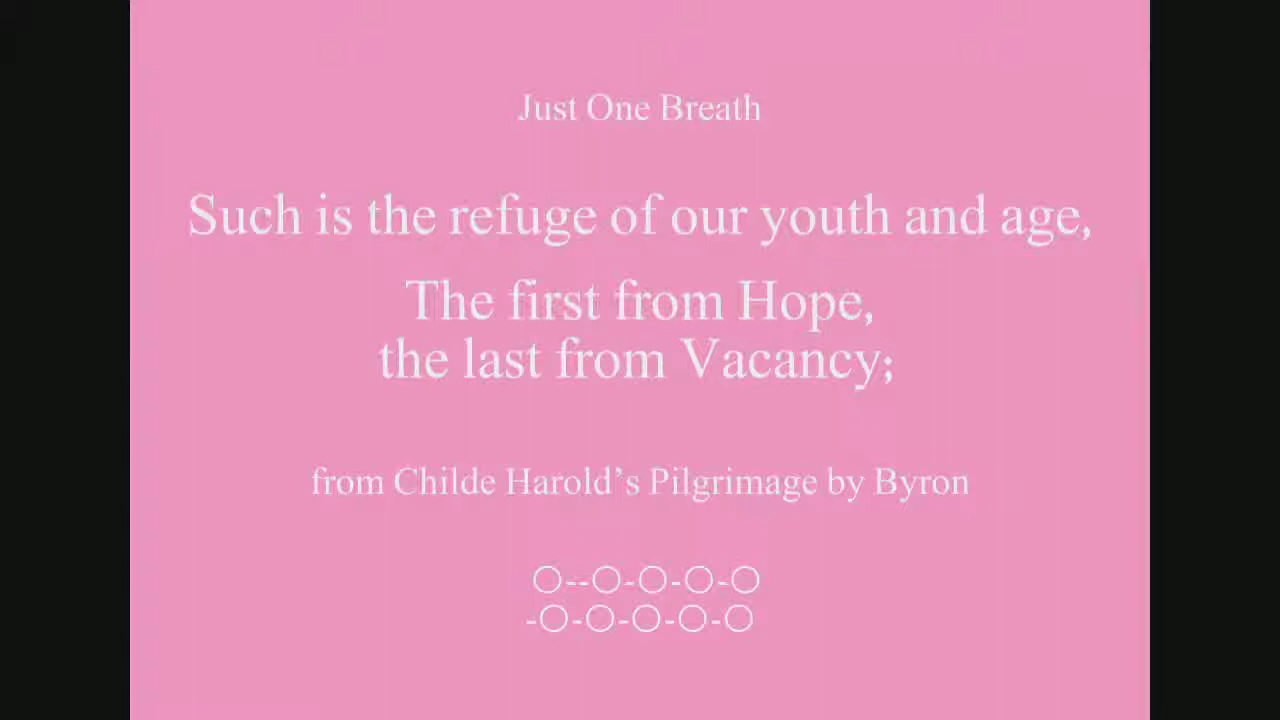 Just One Breath
Such is the refuge of our youth and age,
The first from Hope,
the last from Vacancy;
from Childe Harold’s Pilgrimage by Byron
○--○-○-○-○
-○-○-○-○-○